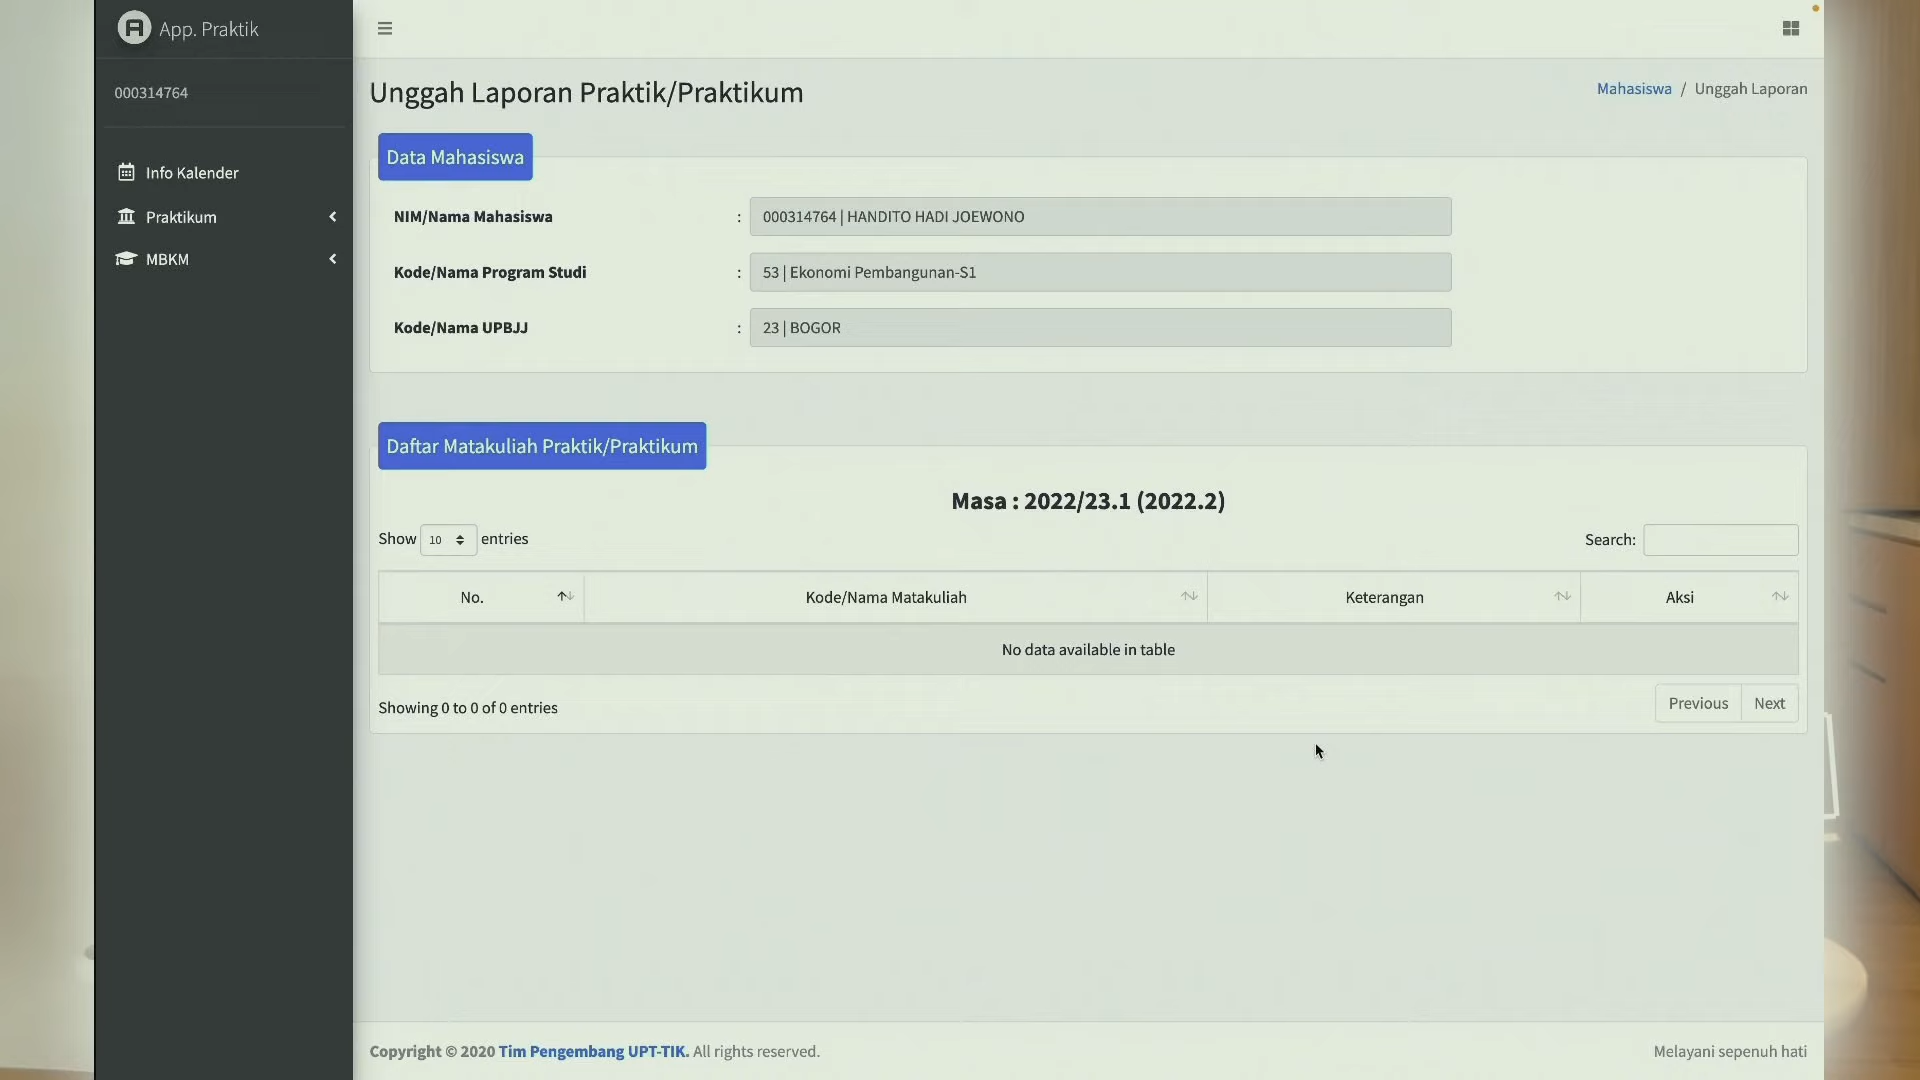 App. Praktik
000314764
Info Kalender
Praktikum
MBKM
Unggah Laporan Praktik/Praktikum
Mahasiswa / Unggah Laporan
Data Mahasiswa
NIM/Nama Mahasiswa : 000314764 | HANDITO HADI JOEWONO
Kode/Nama Program Studi : 53 | Ekonomi Pembangunan-S1
Kode/Nama UPBJJ : 23 | BOGOR
Daftar Matakuliah Praktik/Praktikum
Masa : 2022/23.1 (2022.2)
Show 10 entries Search:
No. Kode/Nama Matakuliah Keterangan Aksi
No data available in table
Showing 0 to 0 of 0 entries Previous Next
Copyright © 2020 Tim Pengembang UPT-TIK. All rights reserved. Melayani sepenuh hati